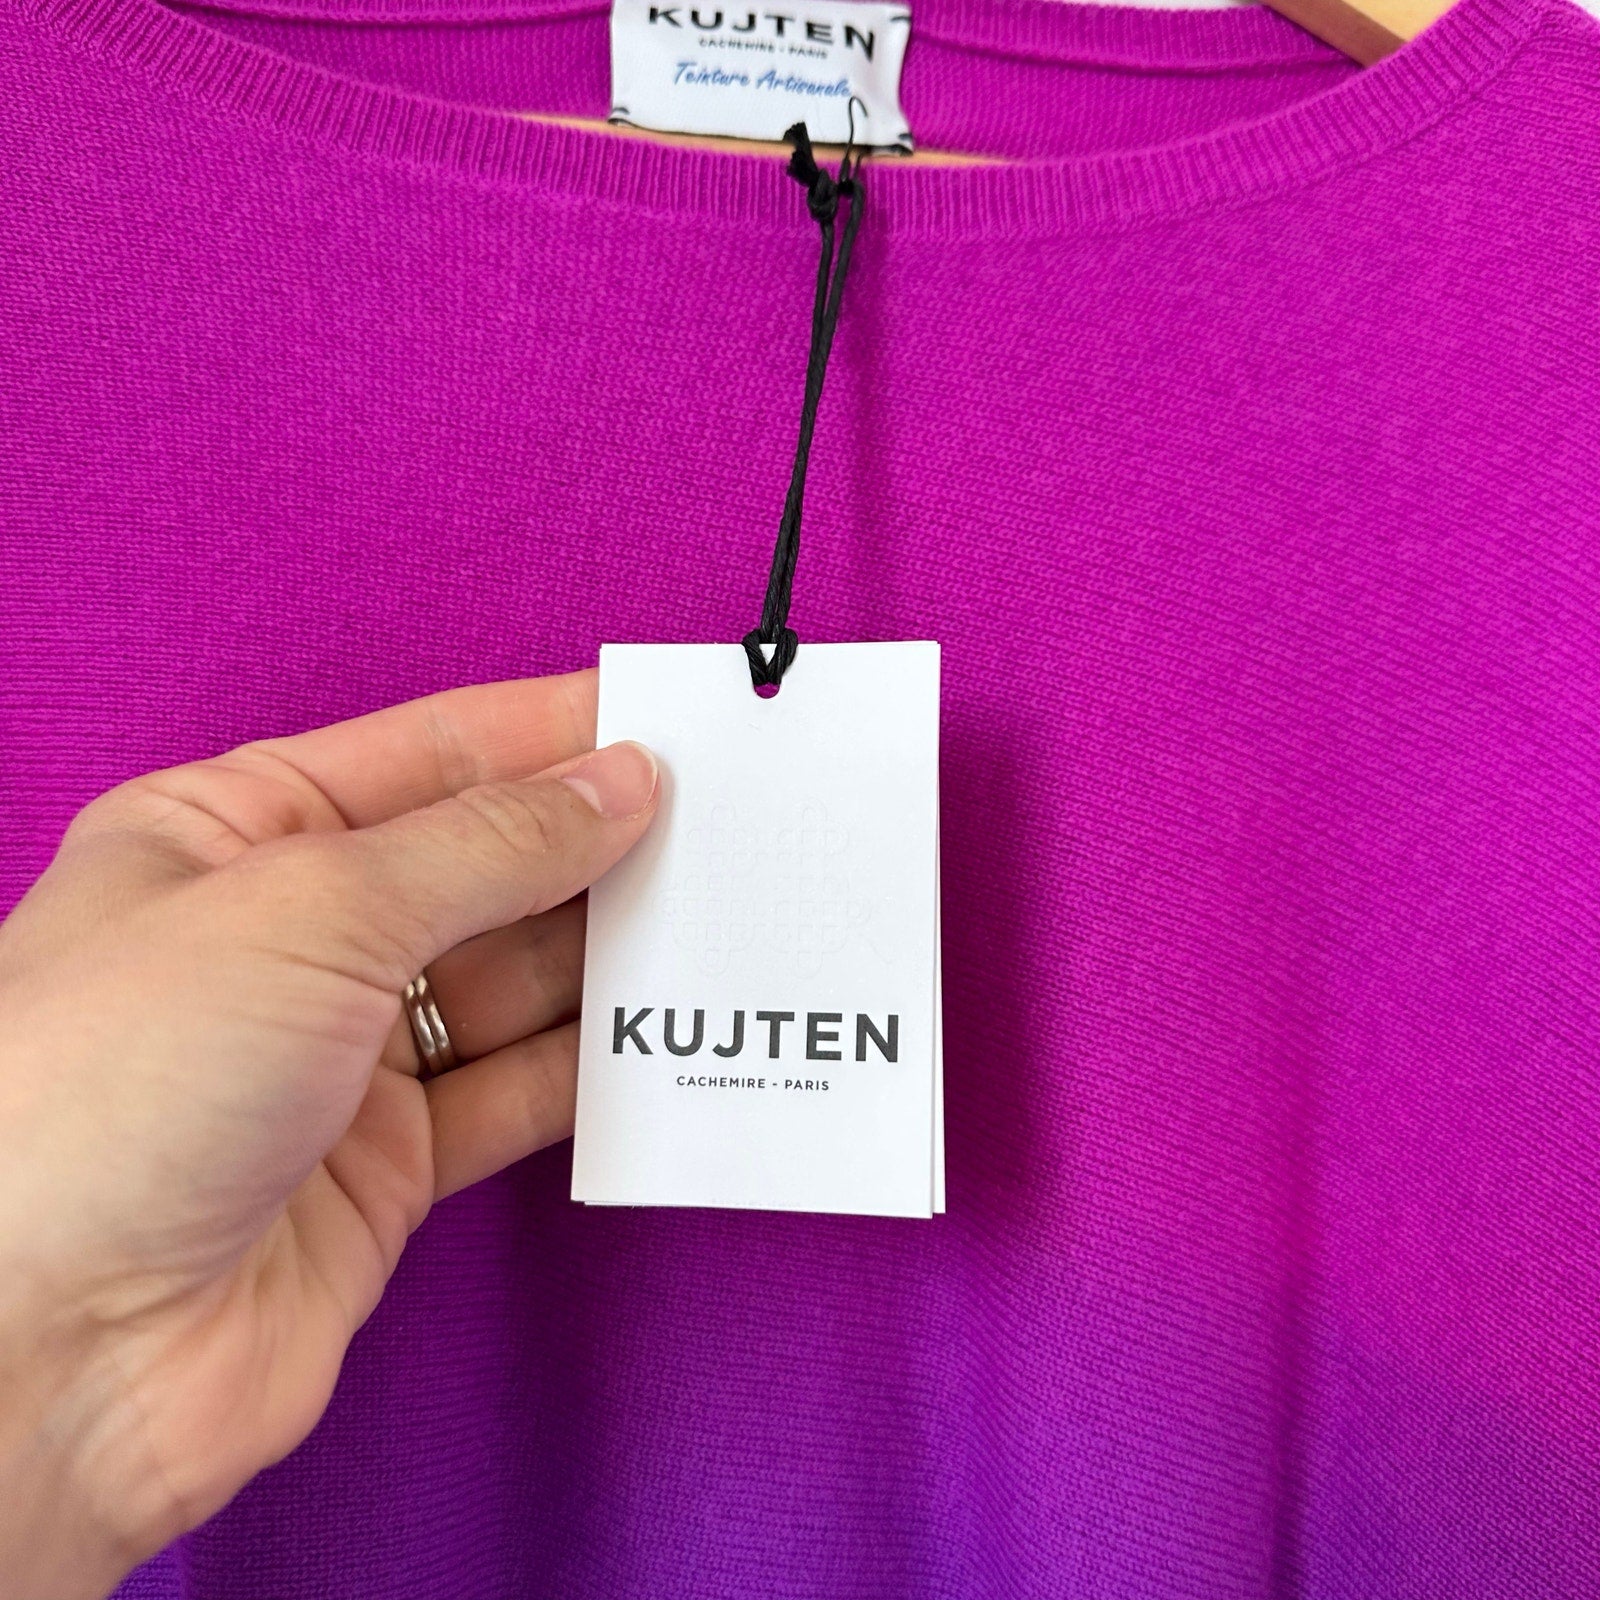 KUJTEN
CACHEMIRE - PARIS
Teinture Artisanale
KUJTEN
CACHEMIRE - PARIS